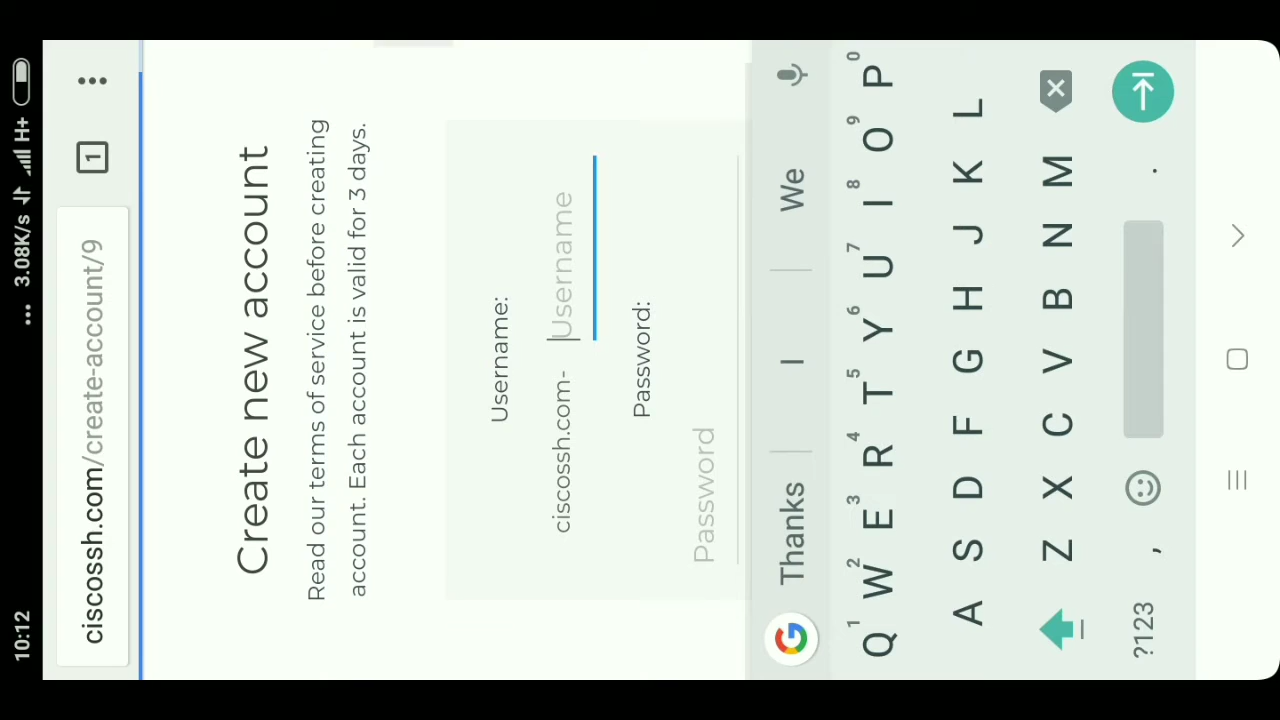 10:12 ... 3.08K/s H+
ciscossh.com/create-account/9
1
Create new account
Read our terms of service before creating
account. Each account is valid for 3 days.
Username:
ciscossh.com- Username
Password:
Password
G Thanks I We
1 2 3 4 5 6 7 8 9 0
Q W E R T Y U I O P
A S D F G H J K L
Z X C V B N M
?123 , .